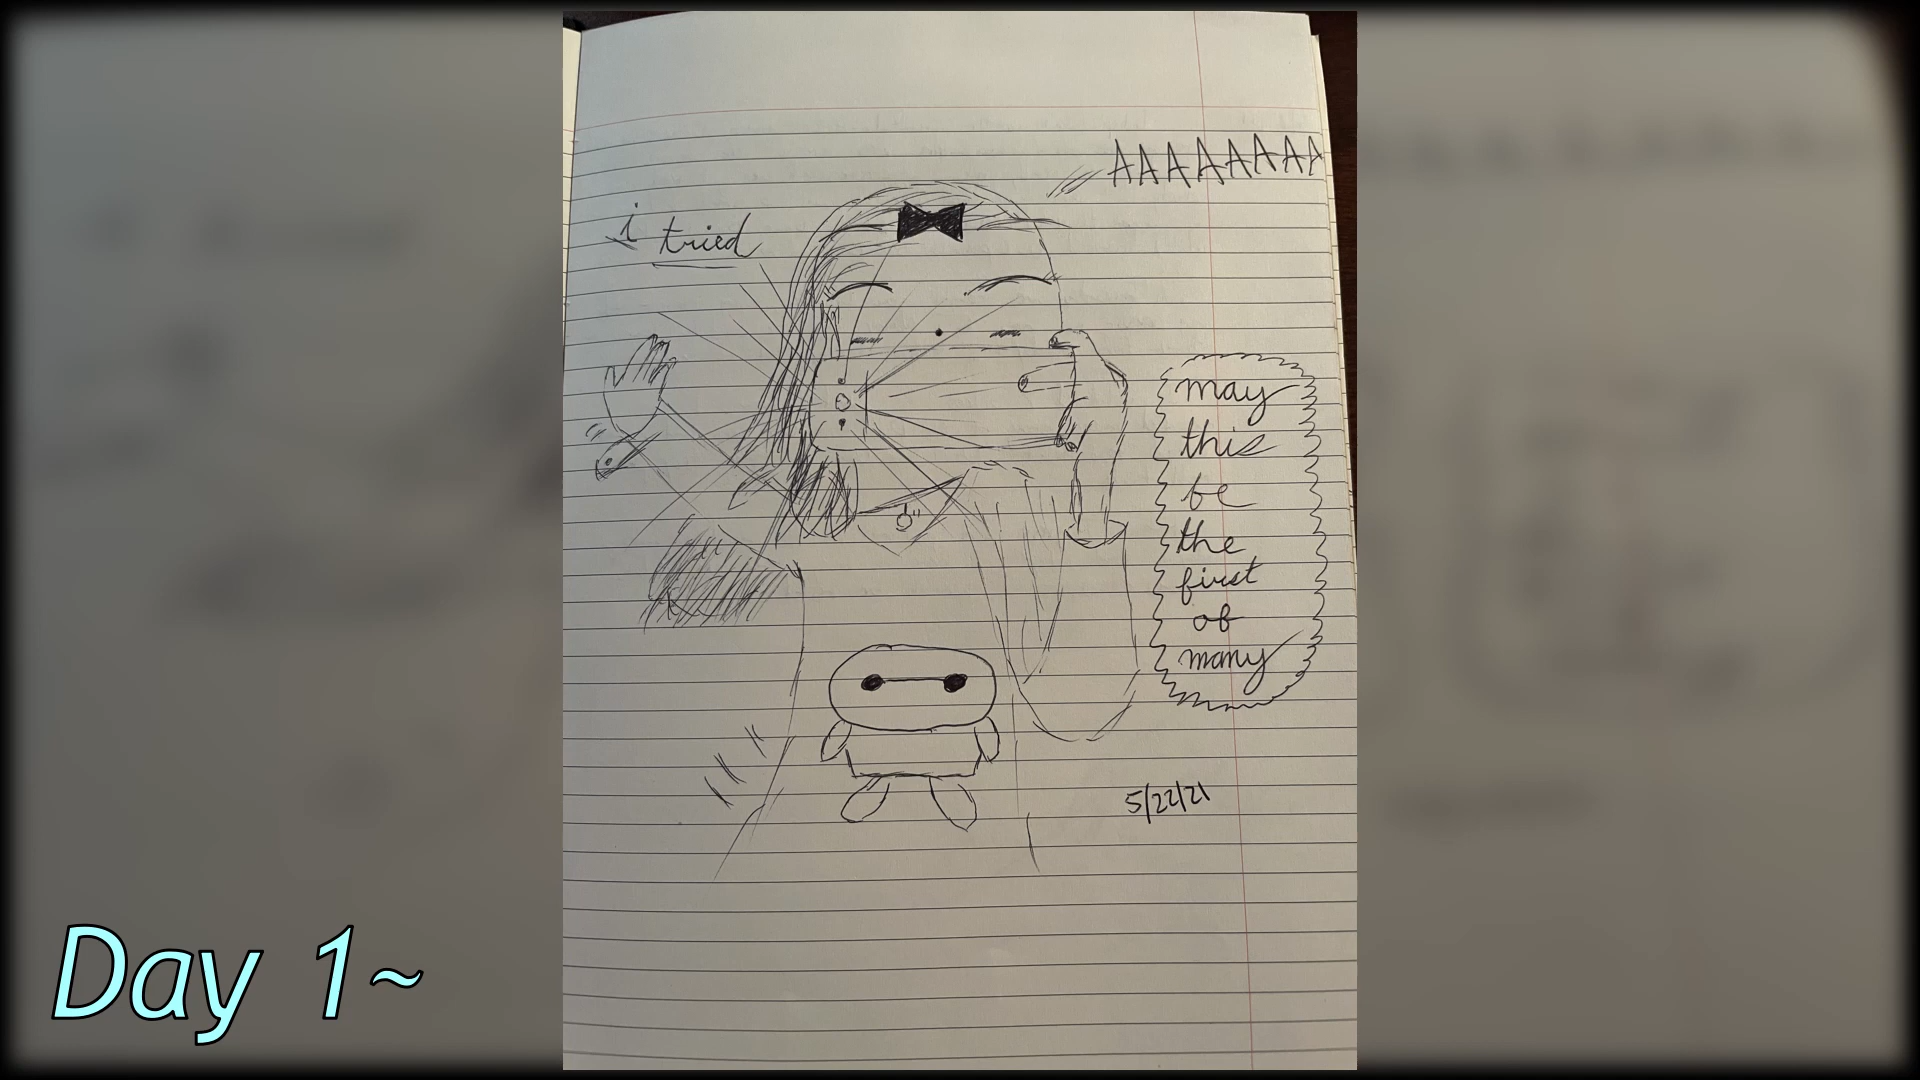 AAAAAAAA
i tried
may
this
be
the
first
of
many
5/22/21
Day 1~